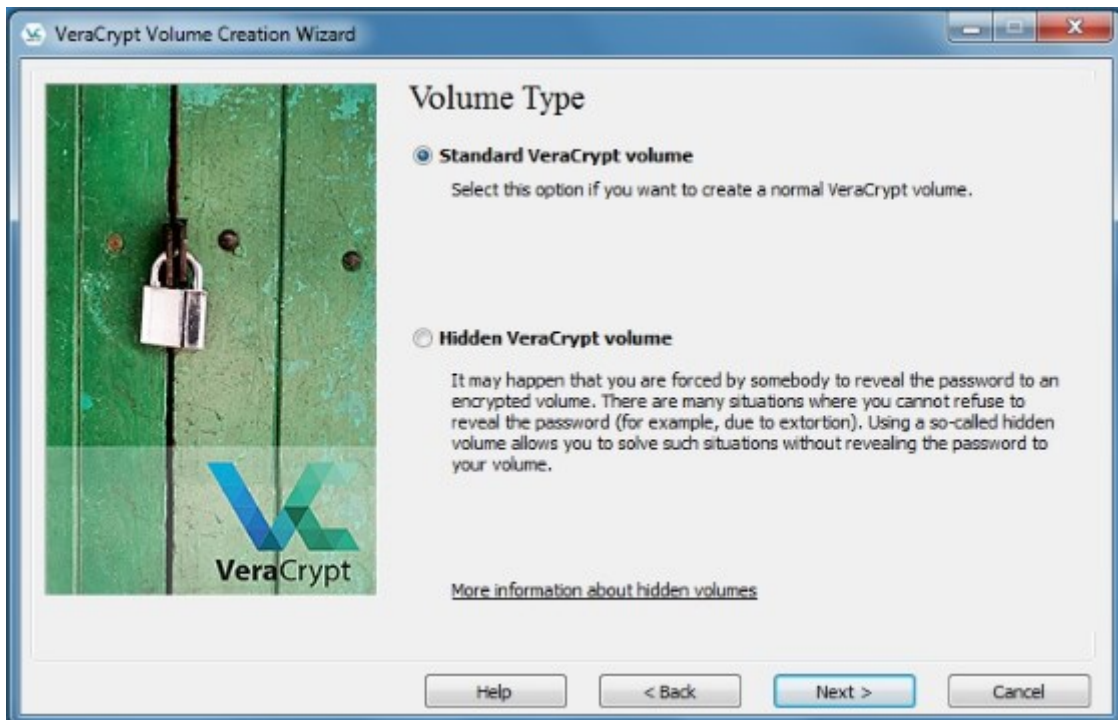 VeraCrypt Volume Creation Wizard
Volume Type
Standard VeraCrypt volume
Select this option if you want to create a normal VeraCrypt volume.
Hidden VeraCrypt volume
It may happen that you are forced by somebody to reveal the password to an
encrypted volume. There are many situations where you cannot refuse to
reveal the password (for example, due to extortion). Using a so-called hidden
volume allows you to solve such situations without revealing the password to
your volume.
VeraCrypt
More information about hidden volumes
Help
< Back
Next >
Cancel